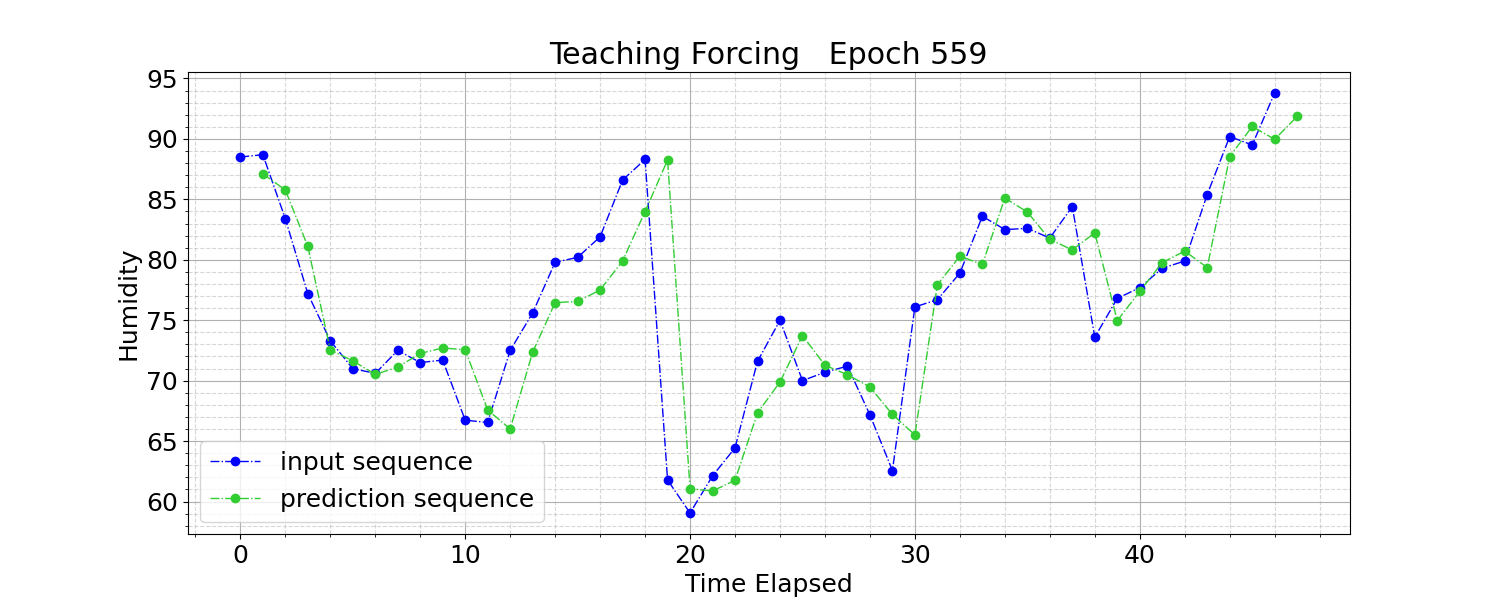 Teaching Forcing   Epoch 559
95
90
85
80
75
70
65
60
Humidity
input sequence
prediction sequence
0 10 20 30 40
Time Elapsed